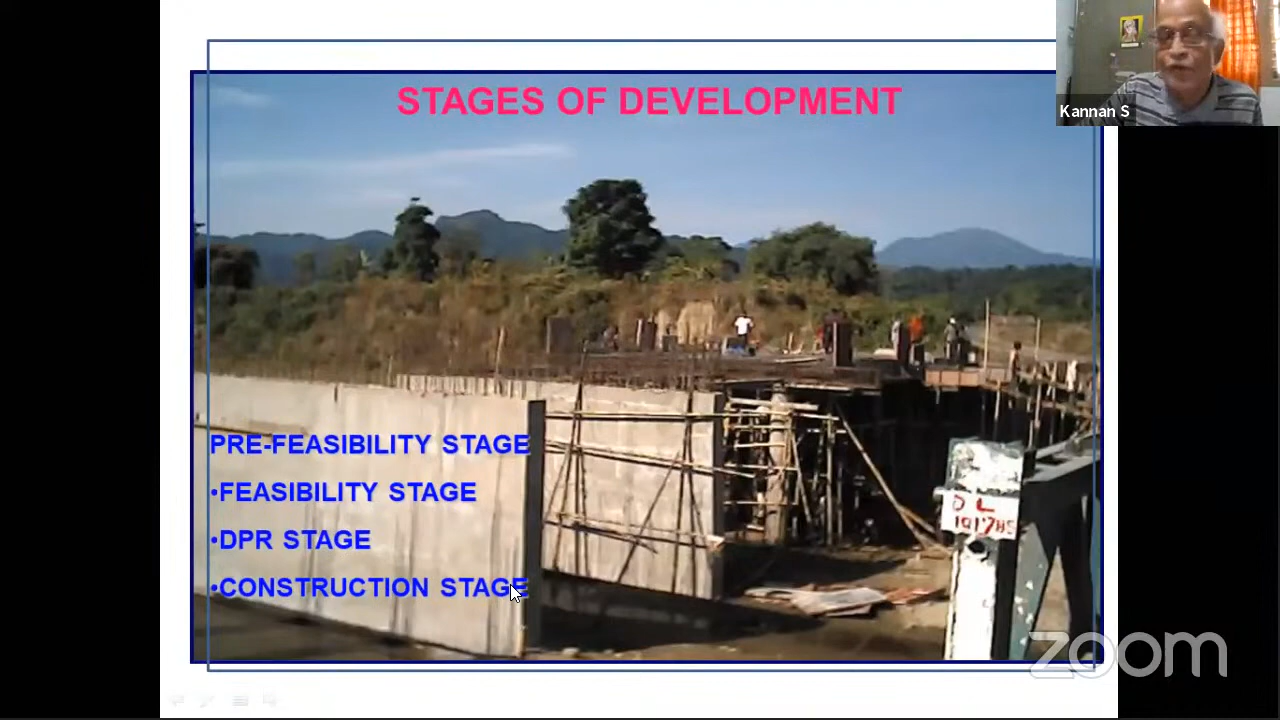 STAGES OF DEVELOPMENT
Kannan S
PRE-FEASIBILITY STAGE
•FEASIBILITY STAGE
•DPR STAGE
•CONSTRUCTION STAGE
D L
zoom